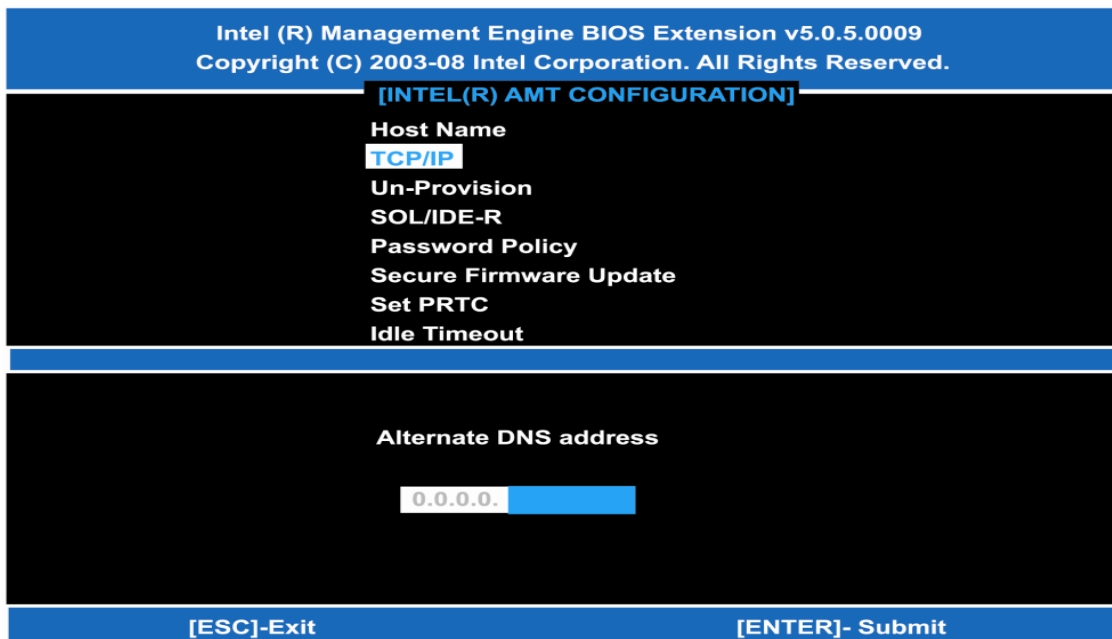 Intel (R) Management Engine BIOS Extension v5.0.5.0009
Copyright (C) 2003-08 Intel Corporation. All Rights Reserved.
[INTEL(R) AMT CONFIGURATION]
Host Name
TCP/IP
Un-Provision
SOL/IDE-R
Password Policy
Secure Firmware Update
Set PRTC
Idle Timeout
Alternate DNS address
0.0.0.0.
[ESC]-Exit
[ENTER]- Submit